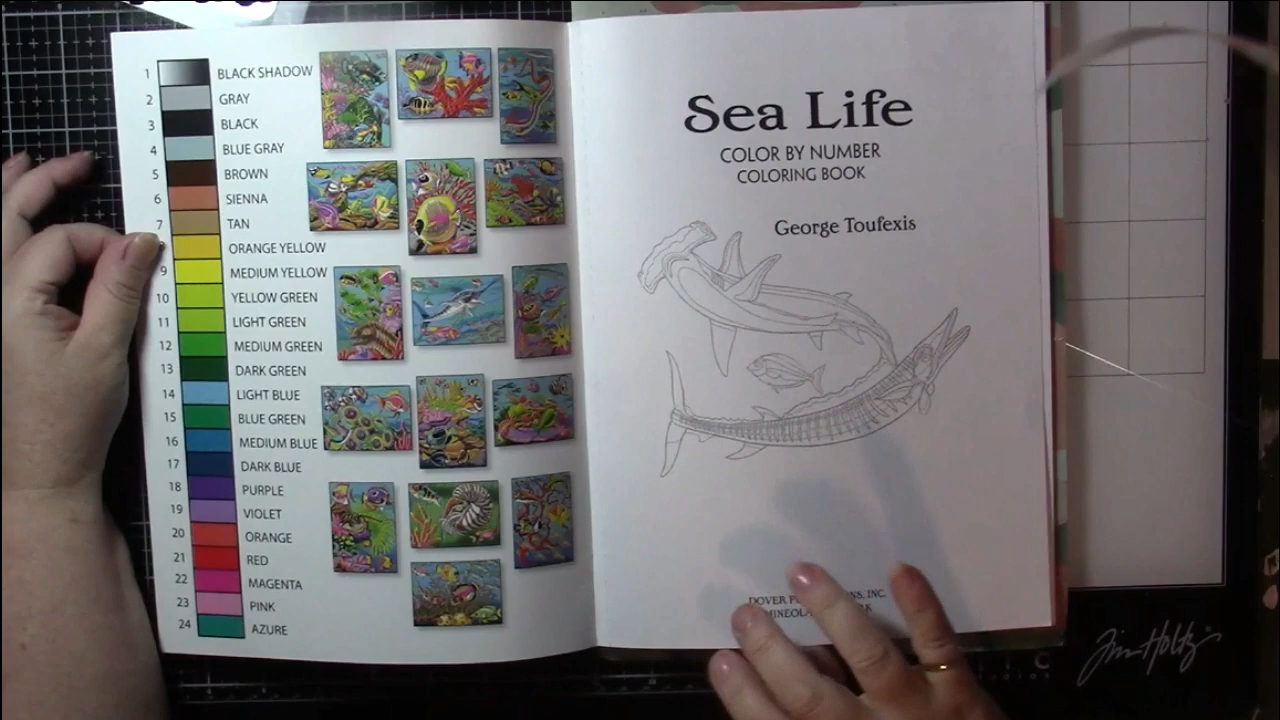 1 BLACK SHADOW
2 GRAY
3 BLACK
4 BLUE GRAY
5 BROWN
6 SIENNA
7 TAN
ORANGE YELLOW
9 MEDIUM YELLOW
10 YELLOW GREEN
11 LIGHT GREEN
12 MEDIUM GREEN
13 DARK GREEN
14 LIGHT BLUE
15 BLUE GREEN
16 MEDIUM BLUE
17 DARK BLUE
18 PURPLE
19 VIOLET
20 ORANGE
21 RED
22 MAGENTA
23 PINK
24 AZURE
Sea Life
COLOR BY NUMBER
COLORING BOOK
George Toufexis
DOVER INC.
Tim Holtz